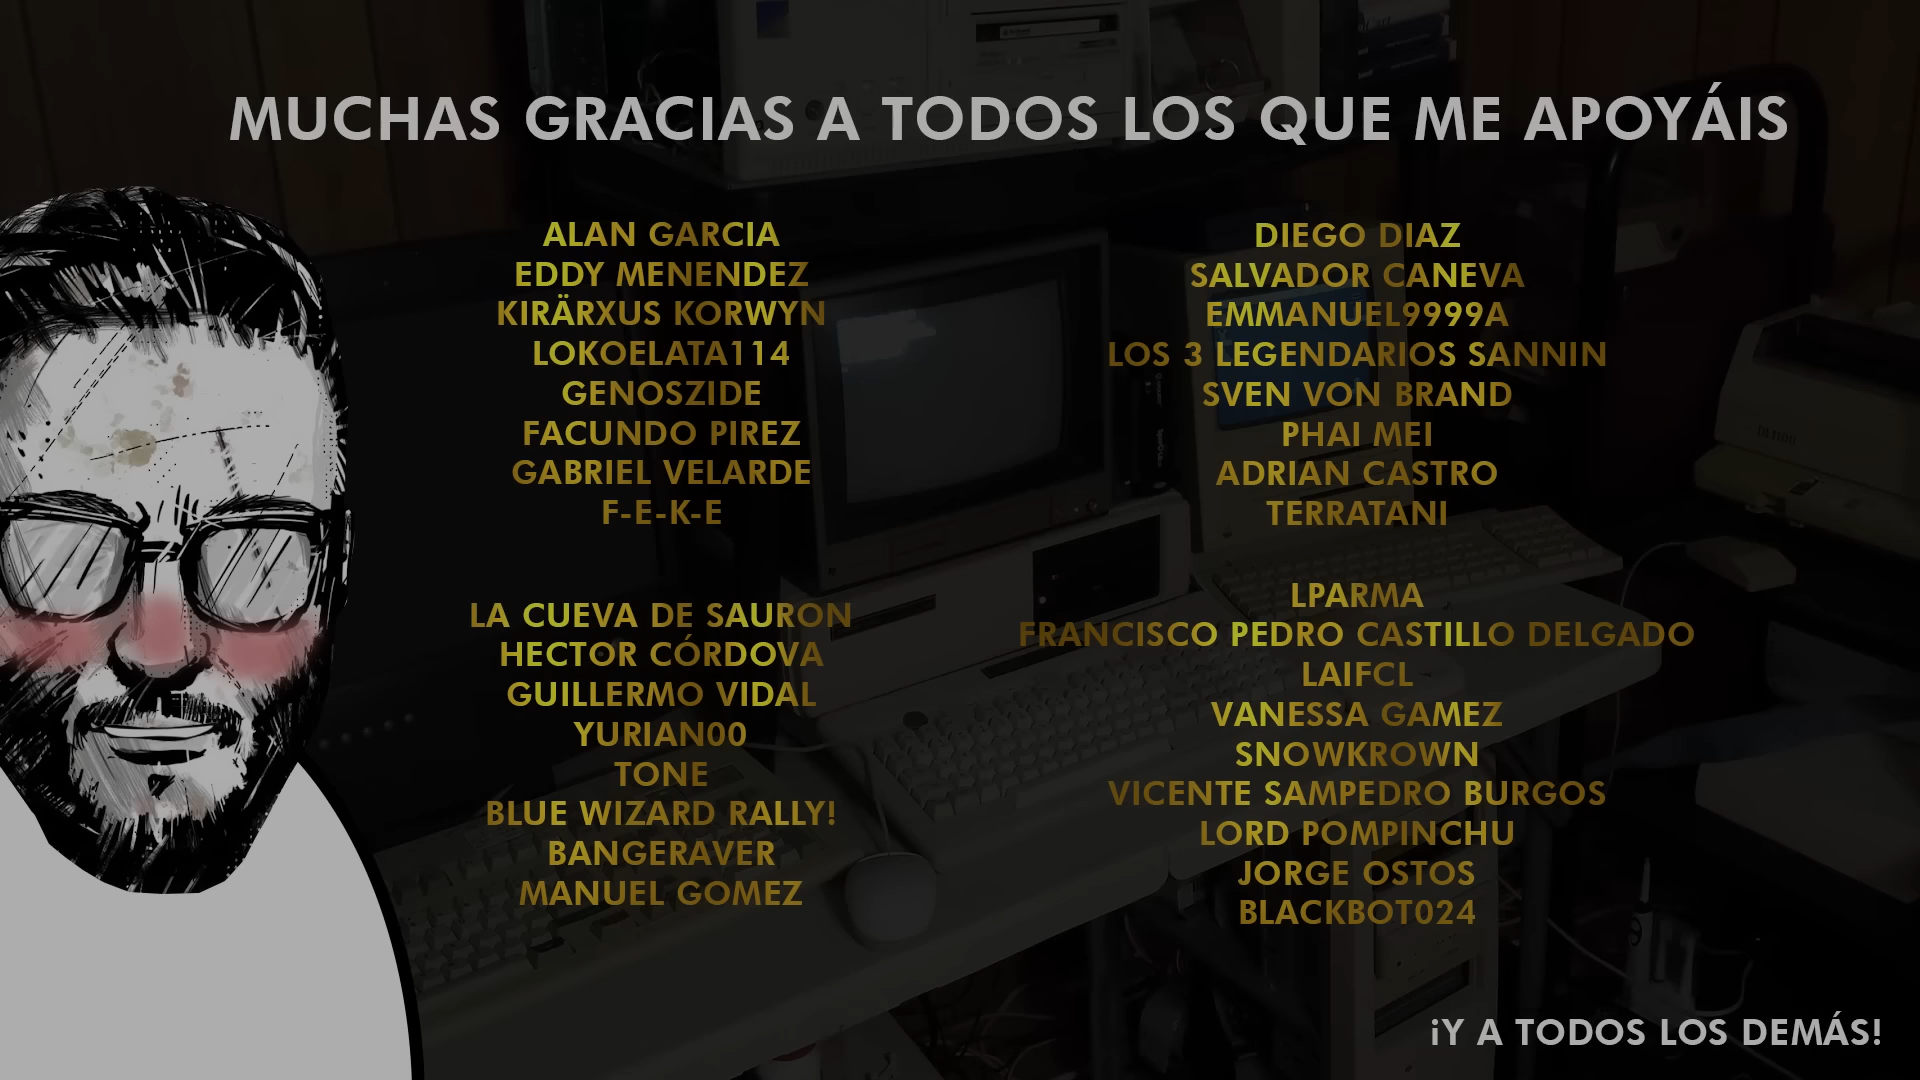 MUCHAS GRACIAS A TODOS LOS QUE ME APOYÁIS
ALAN GARCIA
EDDY MENENDEZ
KIRÄRXUS KORWYN
LOKOELATA114
GENOSZIDE
FACUNDO PIREZ
GABRIEL VELARDE
F-E-K-E
LA CUEVA DE SAURON
HECTOR CÓRDOVA
GUILLERMO VIDAL
YURIAN00
TONE
BLUE WIZARD RALLY!
BANGERAVER
MANUEL GOMEZ
DIEGO DIAZ
SALVADOR CANEVA
EMMANUEL9999A
LOS 3 LEGENDARIOS SANNIN
SVEN VON BRAND
PHAI MEI
ADRIAN CASTRO
TERRATANI
LPARMA
FRANCISCO PEDRO CASTILLO DELGADO
LAIFCL
VANESSA GAMEZ
SNOWKROWN
VICENTE SAMPEDRO BURGOS
LORD POMPINCHU
JORGE OSTOS
BLACKBOT024
¡Y A TODOS LOS DEMÁS!